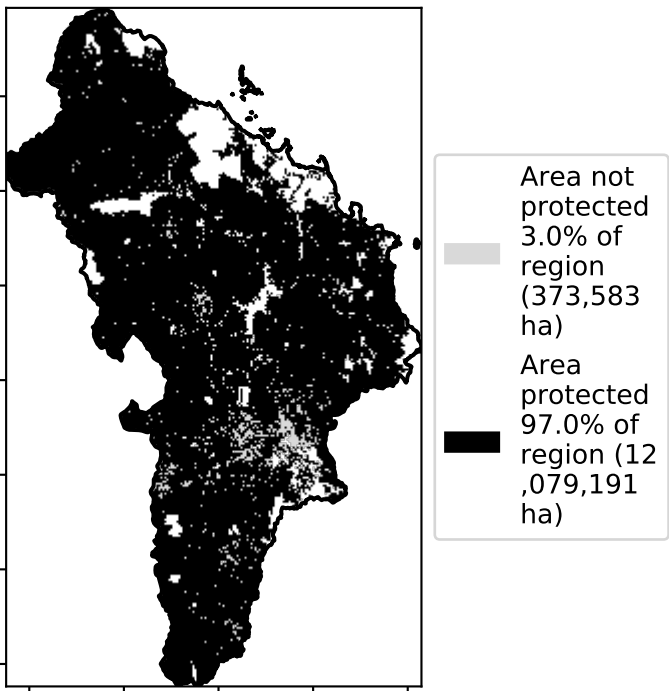 Area not
protected
3.0% of
region
(373,583
ha)
Area
protected
97.0% of
region (12
,079,191
ha)